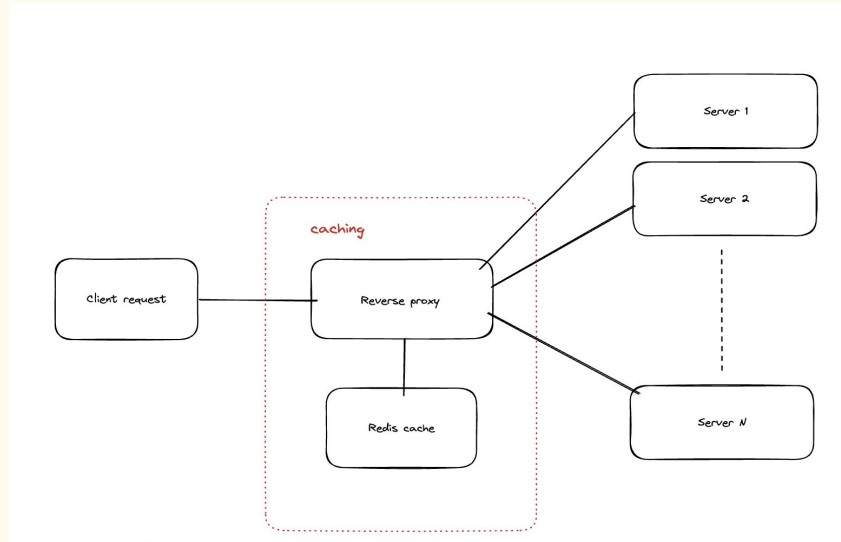 Server 1
Server 2
caching
Client request
Reverse proxy
Redis cache
Server N